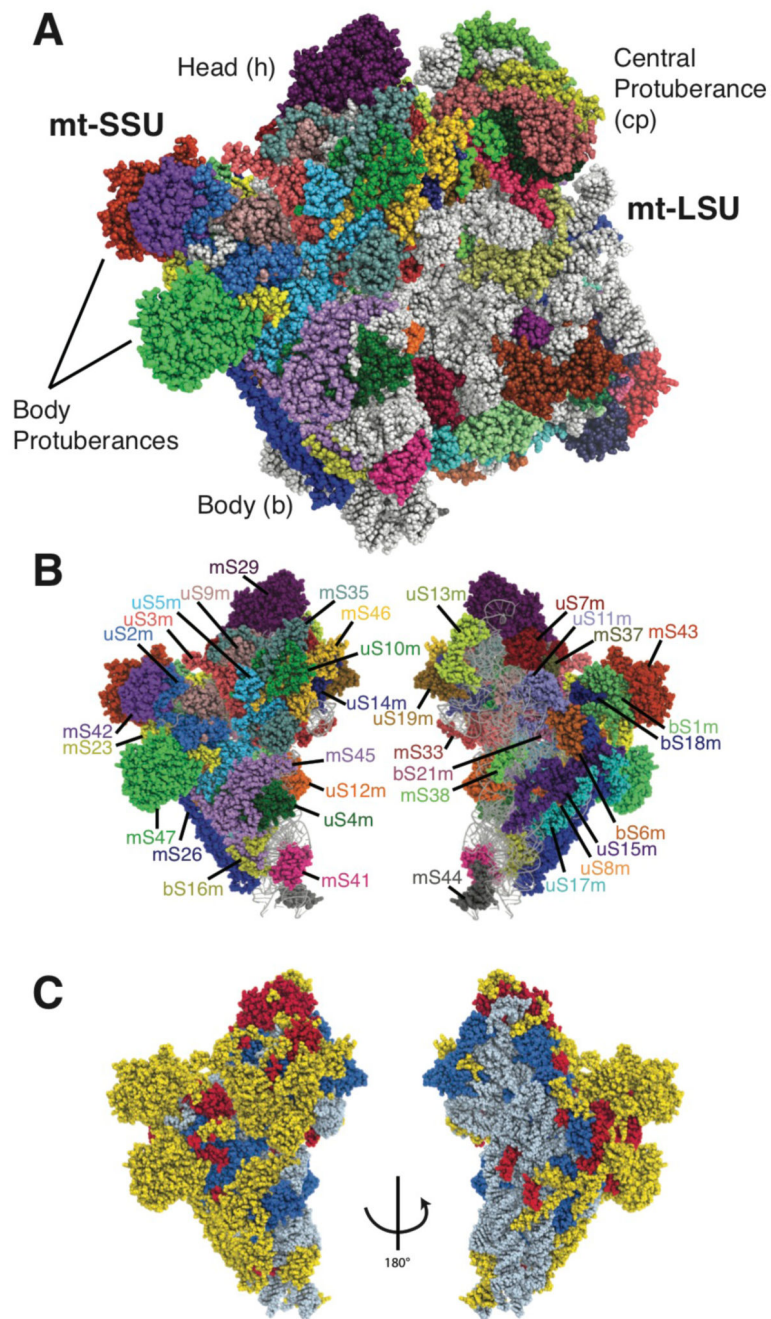 A
Head (h)
Central
Protuberance
(cp)
mt-SSU
mt-LSU
Body
Protuberances
Body (b)
B
mS29
uS9m
uS5m
uS3m
uS2m
mS35
mS46
uS10m
uS14m
mS42
mS23
mS45
uS12m
uS4m
mS47
mS26
bS16m
mS41
uS13m
uS7m
uS11m
mS37
mS43
uS19m
bS1m
bS18m
mS33
bS21m
mS38
bS6m
uS15m
uS8m
uS17m
mS44
C
180°